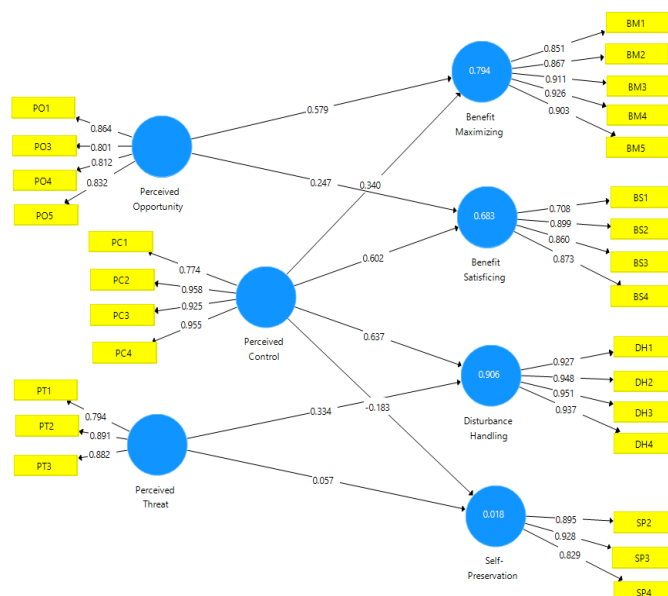 BM1
0.851
BM2
0.867
0.794
0.911
BM3
0.926
BM4
0.903
BM5
Benefit
Maximizing
PO1
0.864
PO3
0.801
PO4
0.812
PO5
0.832
Perceived
Opportunity
0.579
0.247
0.340
BS1
0.708
BS2
0.899
0.683
0.860
BS3
0.873
BS4
Benefit
Satisficing
PC1
0.774
PC2
0.958
PC3
0.925
PC4
0.955
Perceived
Control
0.602
0.637
-0.183
DH1
0.927
DH2
0.948
0.906
0.951
DH3
0.937
DH4
Disturbance
Handling
PT1
0.794
PT2
0.891
PT3
0.882
Perceived
Threat
0.334
0.057
0.018
0.895
SP2
0.928
SP3
0.829
SP4
Self-
Preservation